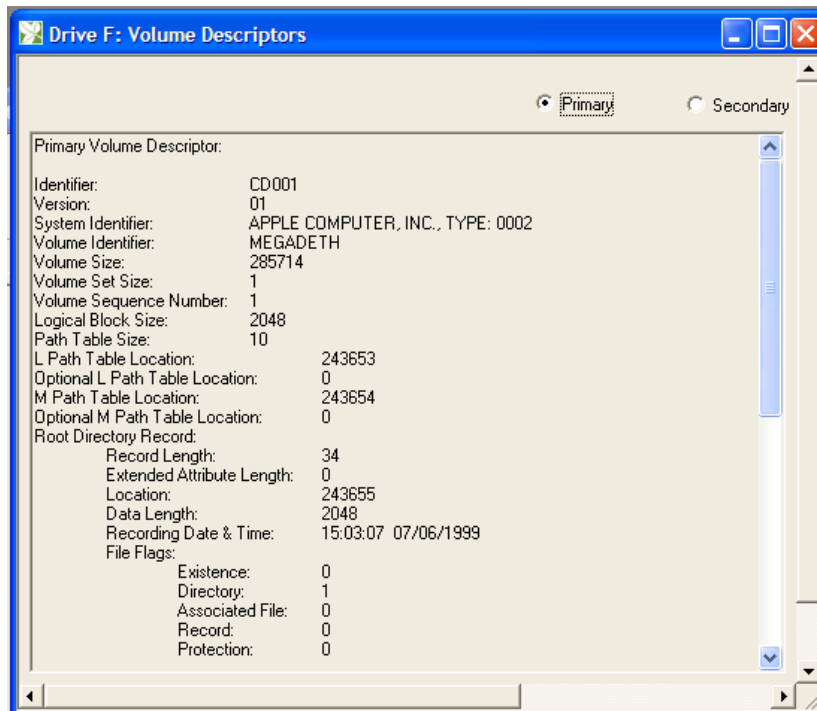 Drive F: Volume Descriptors
Primary Secondary
Primary Volume Descriptor:
Identifier: CD001
Version: 01
System Identifier: APPLE COMPUTER, INC., TYPE: 0002
Volume Identifier: MEGADETH
Volume Size: 285714
Volume Set Size: 1
Volume Sequence Number: 1
Logical Block Size: 2048
Path Table Size: 10
L Path Table Location: 243653
Optional L Path Table Location: 0
M Path Table Location: 243654
Optional M Path Table Location: 0
Root Directory Record:
Record Length: 34
Extended Attribute Length: 0
Location: 243655
Data Length: 2048
Recording Date & Time: 15:03:07 07/06/1999
File Flags:
Existence: 0
Directory: 1
Associated File: 0
Record: 0
Protection: 0